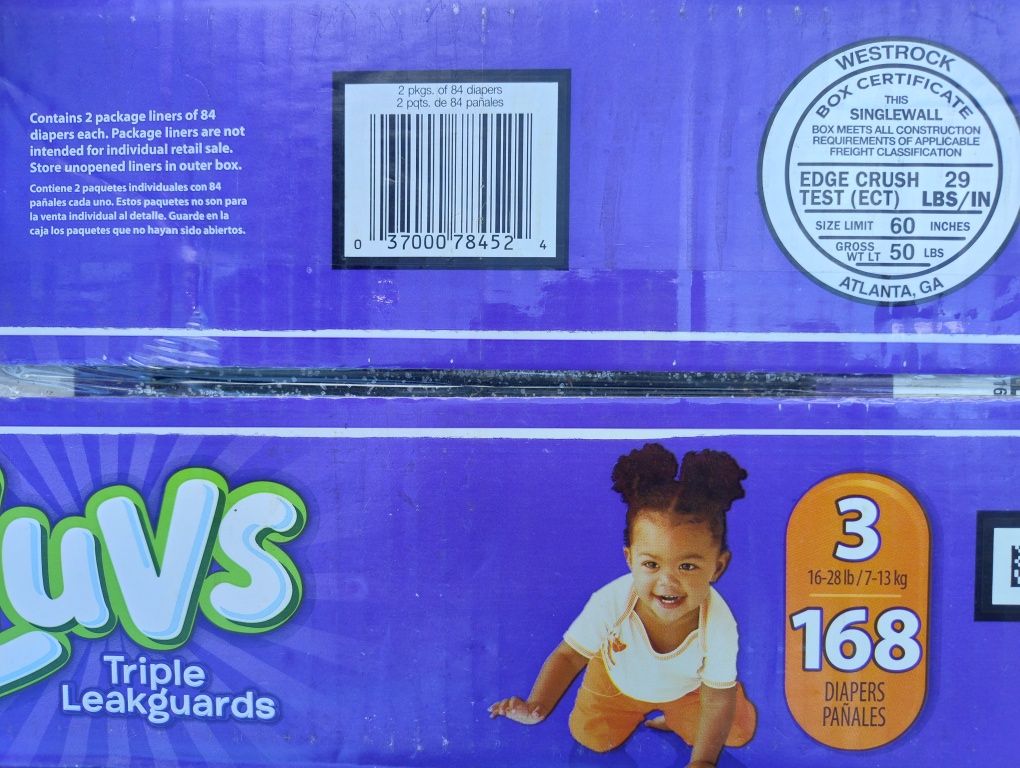 Contains 2 package liners of 84
diapers each. Package liners are not
intended for individual retail sale.
Store unopened liners in outer box.
Contiene 2 paquetes individuales con 84
pañales cada uno. Estos paquetes no son para
la venta individual al detalle. Guarde en la
caja los paquetes que no hayan sido abiertos.
2 pkgs. of 84 diapers
2 pqts. de 84 pañales
0 37000 78452 4
WESTROCK
BOX CERTIFICATE
THIS
SINGLEWALL
BOX MEETS ALL CONSTRUCTION
REQUIREMENTS OF APPLICABLE
FREIGHT CLASSIFICATION
EDGE CRUSH 29
TEST (ECT) LBS/IN
SIZE LIMIT 60 INCHES
GROSS
WT LT 50 LBS
ATLANTA, GA
Luvs
Triple
Leakguards
3
16-28 lb / 7-13 kg
168
DIAPERS
PAÑALES